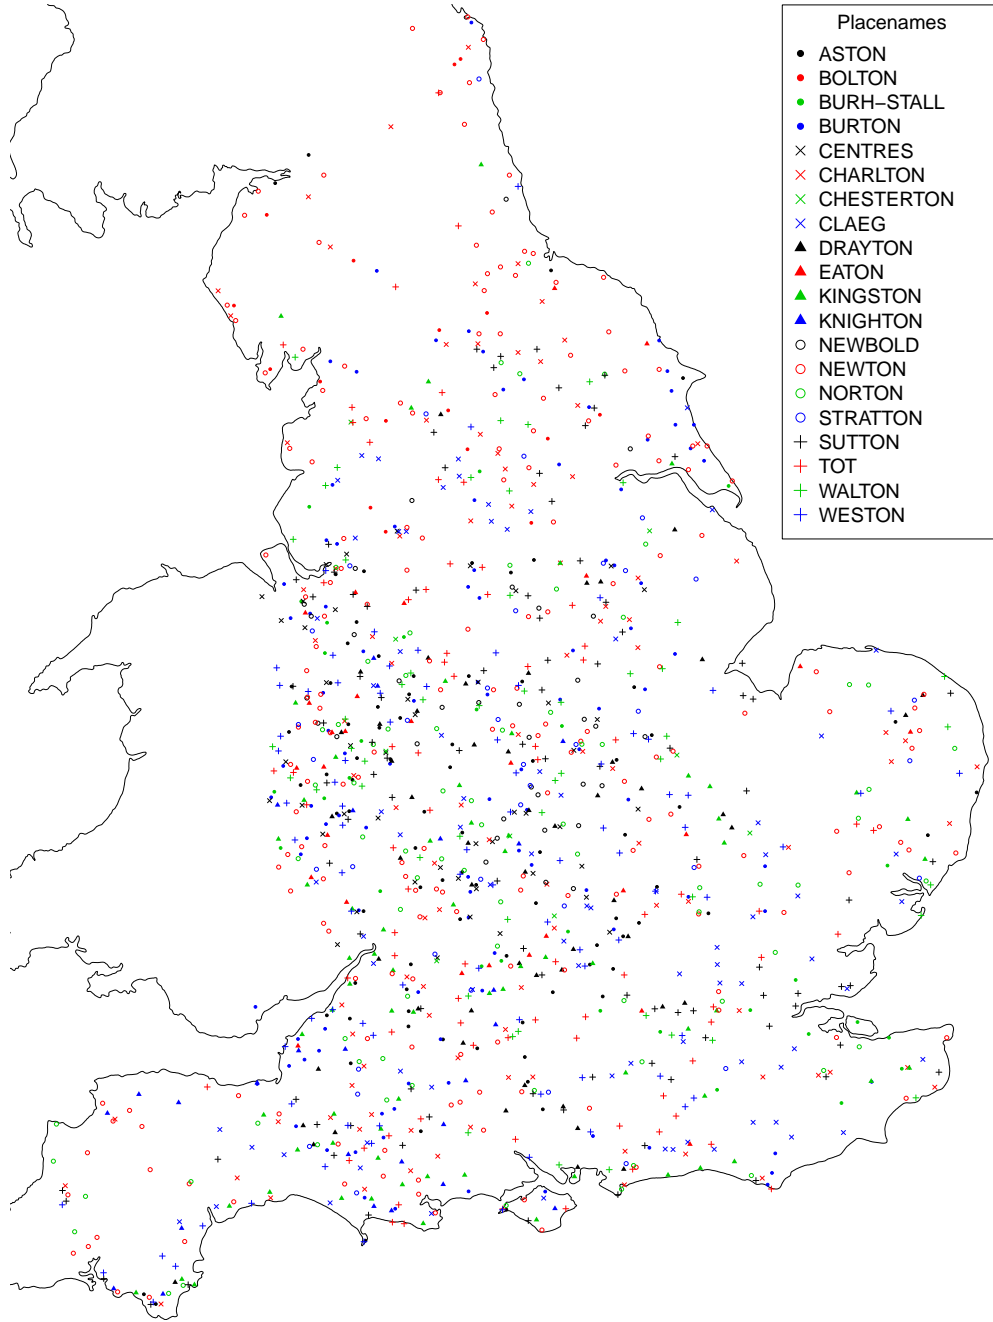 Placenames
ASTON
BOLTON
BURH−STALL
BURTON
CENTRES
CHARLTON
CHESTERTON
CLAEG
DRAYTON
EATON
KINGSTON
KNIGHTON
NEWBOLD
NEWTON
NORTON
STRATTON
SUTTON
TOT
WALTON
WESTON